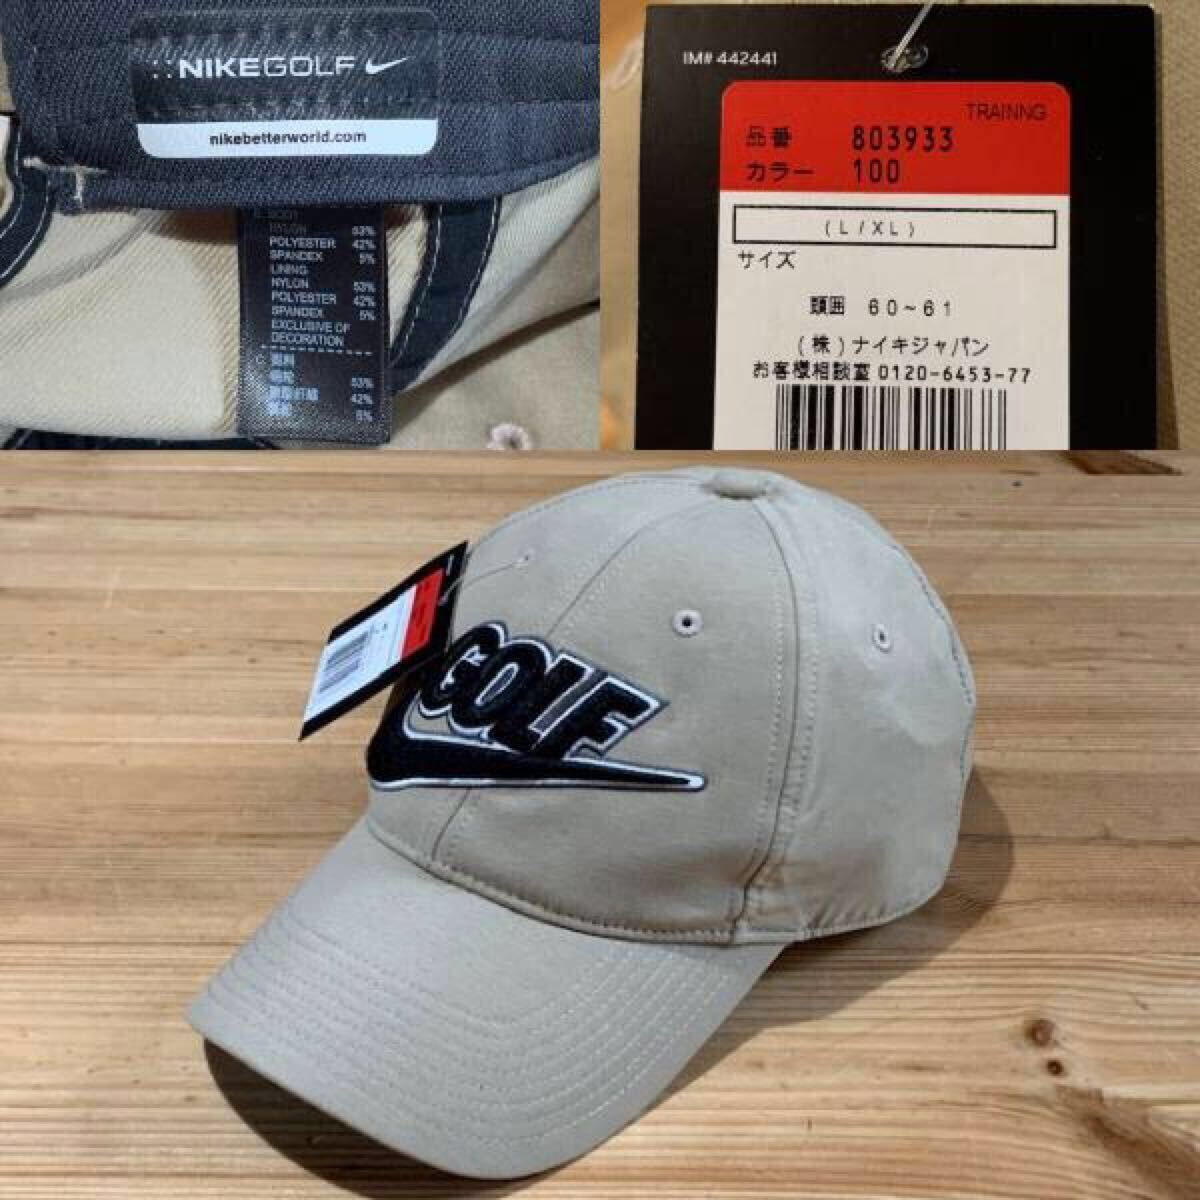 ::NIKEGOLF
nikebetterworld.com
BODY
NYLON 53%
POLYESTER 42%
SPANDEX 5%
LINING
NYLON 53%
POLYESTER 42%
SPANDEX 5%
EXCLUSIVE OF
DECORATION
53%
42%
5%
IM# 442441
TRAINNG
品番 803933
カラー 100
(L/XL)
サイズ
頭囲 60~61
(株)ナイキジャパン
お客様相談室 0120-6453-77
GOLF